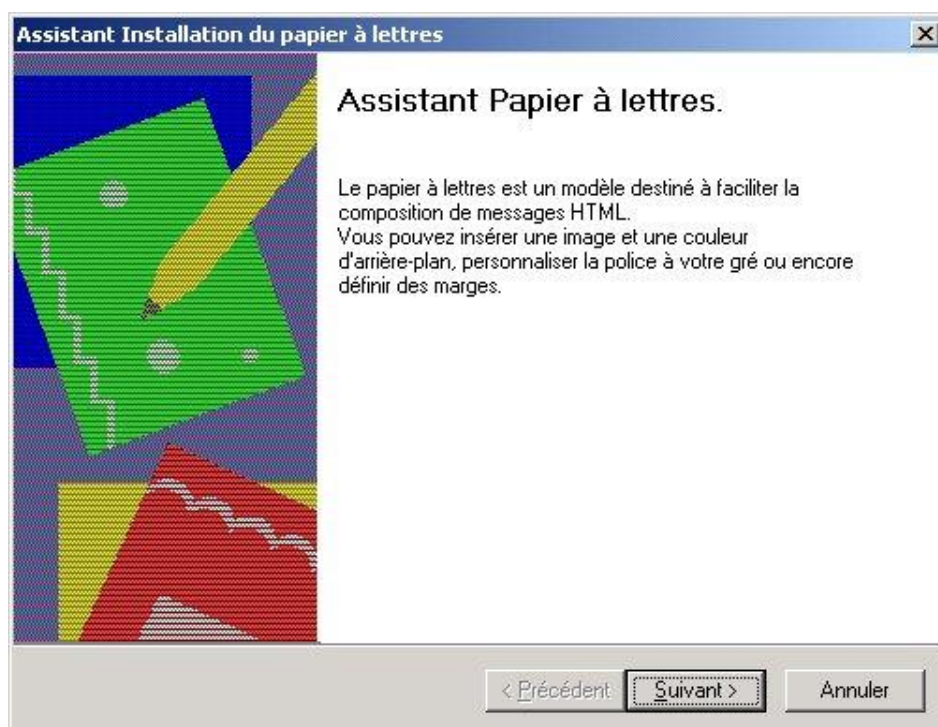 Assistant Installation du papier à lettres
Assistant Papier à lettres.
Le papier à lettres est un modèle destiné à faciliter la
composition de messages HTML.
Vous pouvez insérer une image et une couleur
d'arrière-plan, personnaliser la police à votre gré ou encore
définir des marges.
< Précédent Suivant > Annuler